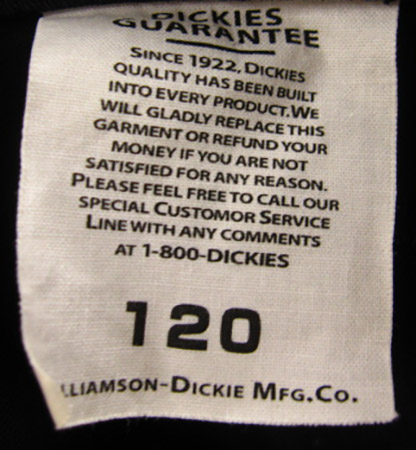 DICKIES
GUARANTEE
SINCE 1922, DICKIES
QUALITY HAS BEEN BUILT
INTO EVERY PRODUCT.WE
WILL GLADLY REPLACE THIS
GARMENT OR REFUND YOUR
MONEY IF YOU ARE NOT
SATISFIED FOR ANY REASON.
PLEASE FEEL FREE TO CALL OUR
SPECIAL CUSTOMOR SERVICE
LINE WITH ANY COMMENTS
AT 1-800-DICKIES
120
LLIAMSON-DICKIE MFG.CO.